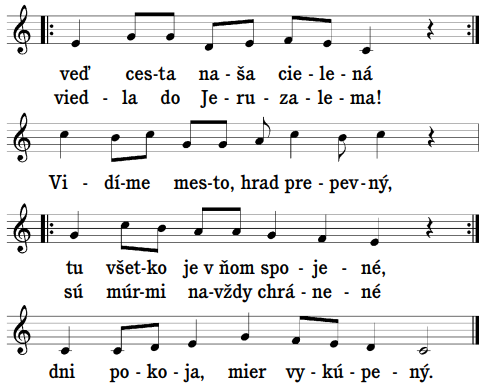 veď ces-ta na-ša cie-le-ná
vied-la do Je-ru-za-le-ma!
Vi-dí-me mes-to, hrad pre-pev-ný,
tu všet-ko je v ňom spo-je-né,
sú múr-mi na-vždy chrá-ne-né
dni po-ko-ja, mier vy-kú-pe-ný.